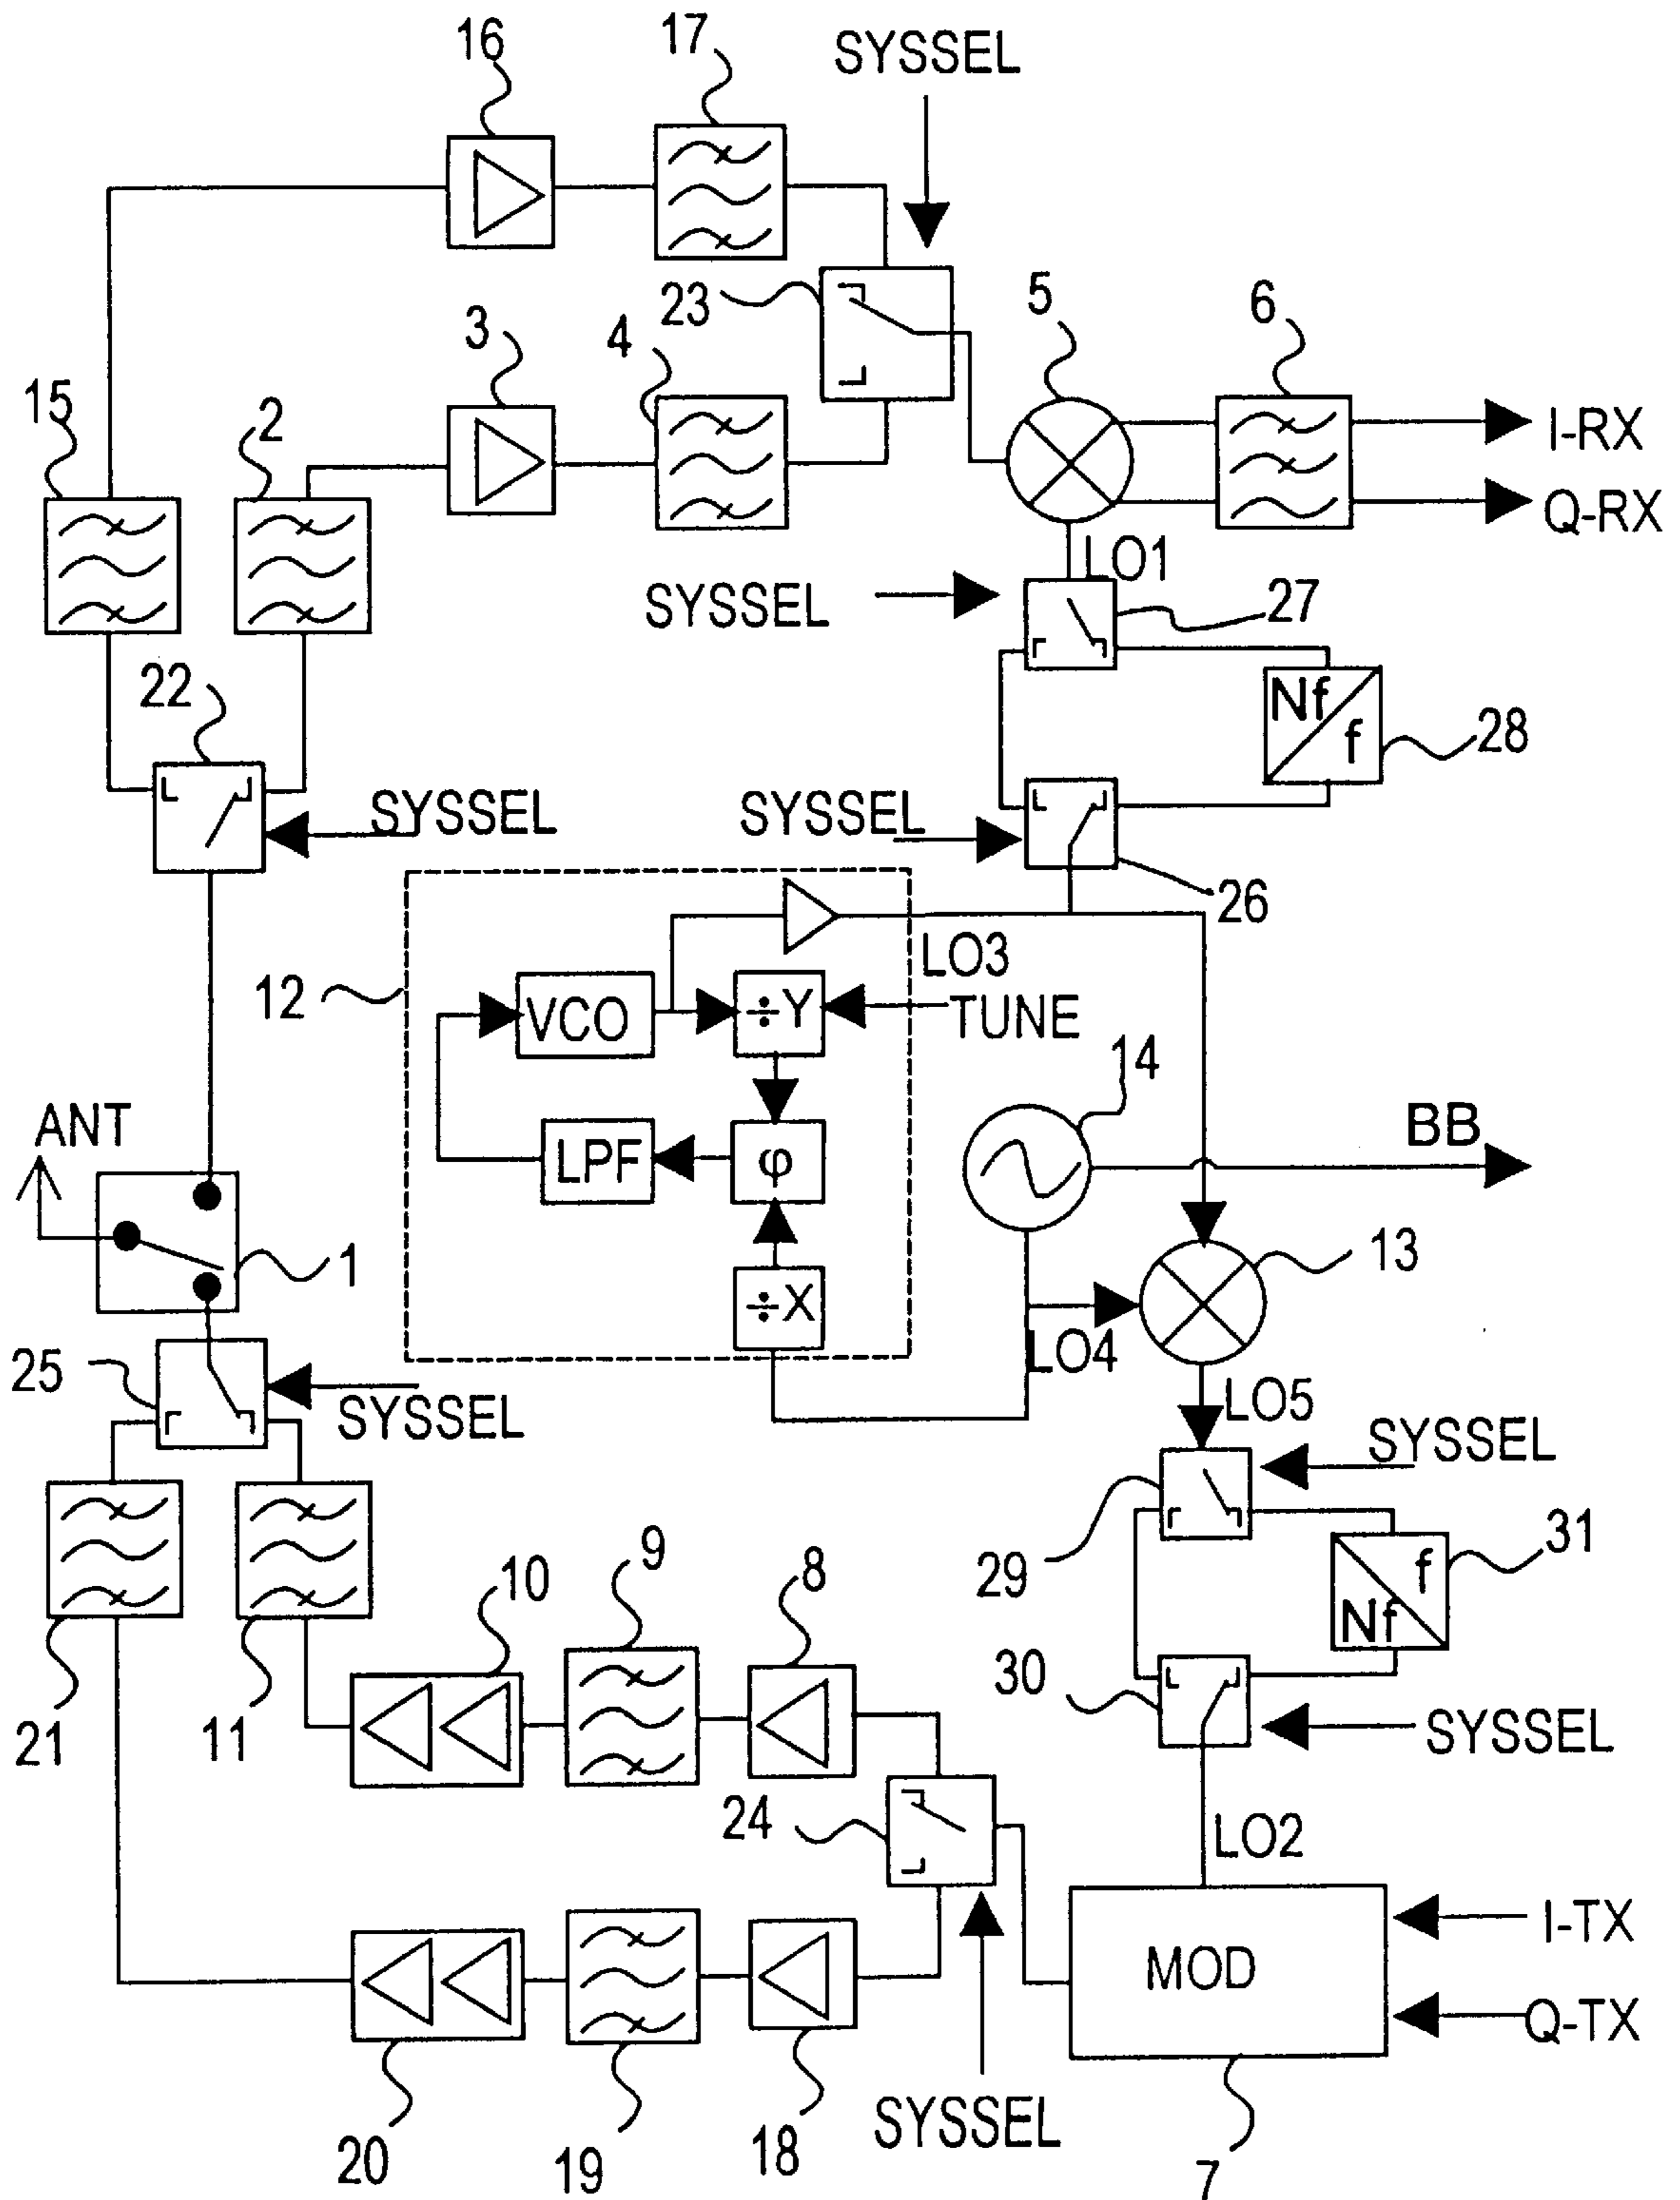 16
17
SYSSEL
23
5
6
3
4
15
2
I-RX
Q-RX
LO1
SYSSEL
27
22
Nf
f
28
SYSSEL
SYSSEL
26
LO3
12
VCO
÷Y
TUNE
14
ANT
BB
LPF
φ
1
13
÷X
LO4
25
SYSSEL
LO5
SYSSEL
29
f
Nf
31
10
9
8
30
21
11
SYSSEL
24
LO2
I-TX
MOD
Q-TX
SYSSEL
20
19
18
7